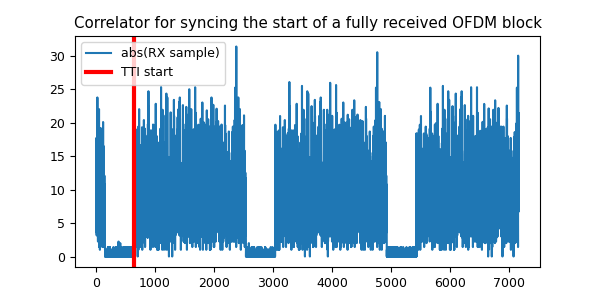 Correlator for syncing the start of a fully received OFDM block
abs(RX sample)
TTI start
30
25
20
15
10
5
0
0 1000 2000 3000 4000 5000 6000 7000